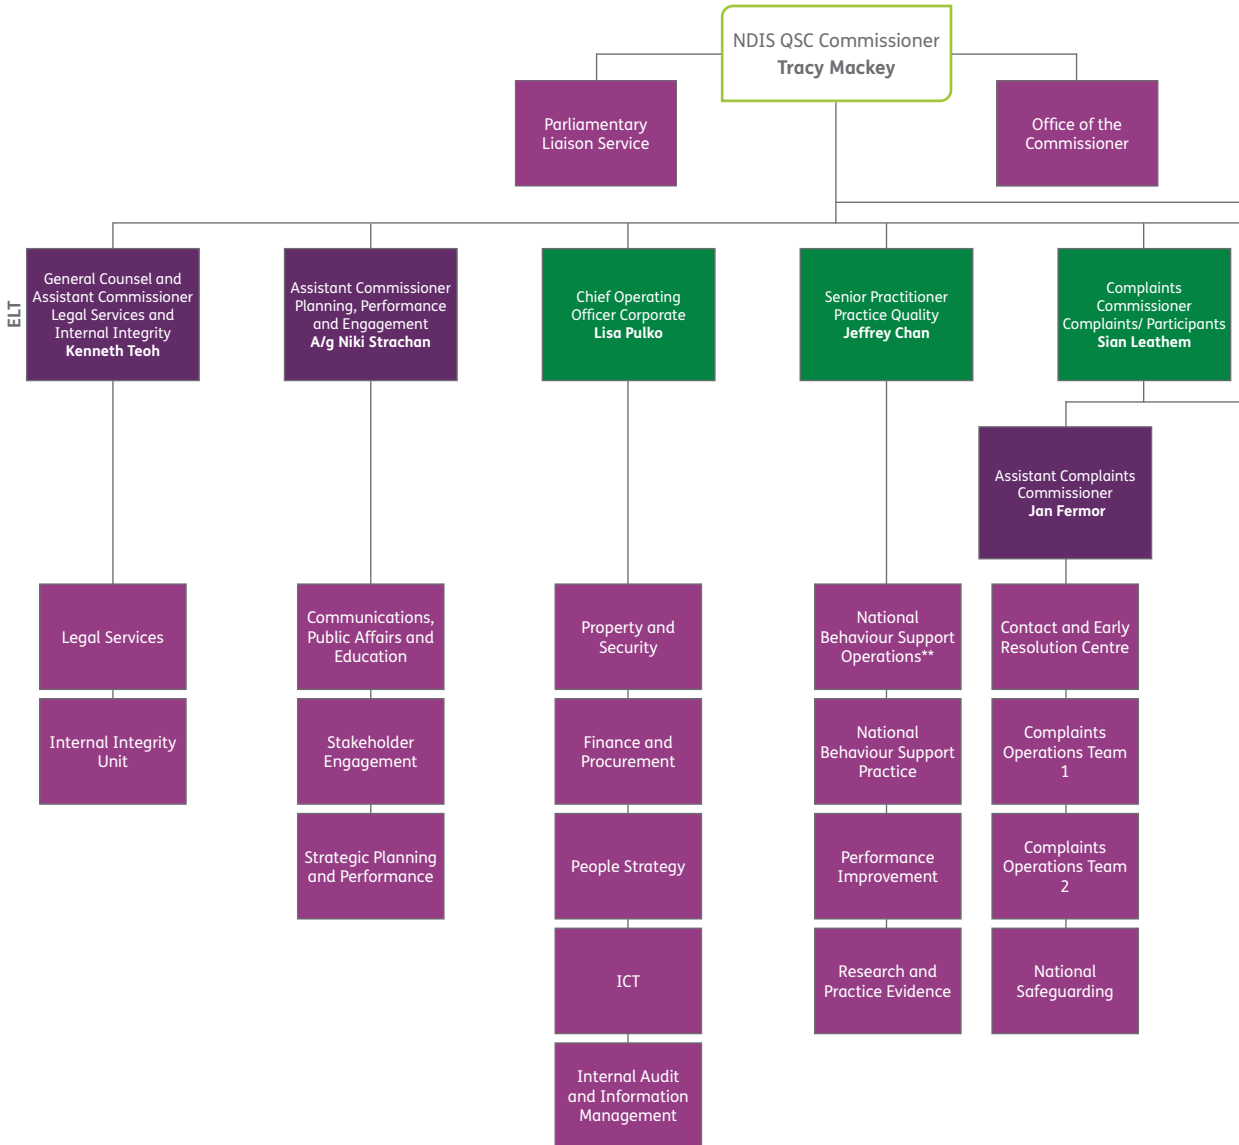 NDIS QSC Commissioner
Tracy Mackey
Parliamentary
Liaison Service
Office of the
Commissioner
ELT
General Counsel and
Assistant Commissioner
Legal Services and
Internal Integrity
Kenneth Teoh
Assistant Commissioner
Planning, Performance
and Engagement
A/g Niki Strachan
Chief Operating
Officer Corporate
Lisa Pulko
Senior Practitioner
Practice Quality
Jeffrey Chan
Complaints
Commissioner
Complaints/ Participants
Sian Leathem
Assistant Complaints
Commissioner
Jan Fermor
Legal Services
Internal Integrity
Unit
Communications,
Public Affairs and
Education
Stakeholder
Engagement
Strategic Planning
and Performance
Property and
Security
Finance and
Procurement
People Strategy
ICT
Internal Audit
and Information
Management
National
Behaviour Support
Operations**
National
Behaviour Support
Practice
Performance
Improvement
Research and
Practice Evidence
Contact and Early
Resolution Centre
Complaints
Operations Team
1
Complaints
Operations Team
2
National
Safeguarding